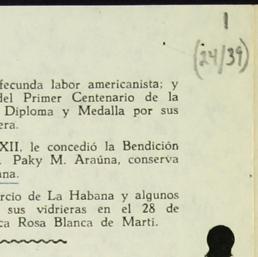 1
(24/39)
fecunda labor americanista; y
del Primer Centenario de la
Diploma y Medalla por sus
era.
XII, le concedió la Bendición
. Paky M. Araúna, conserva
ana.
rcio de La Habana y algunos
sus vidrieras en el 28 de
ca Rosa Blanca de Martí.